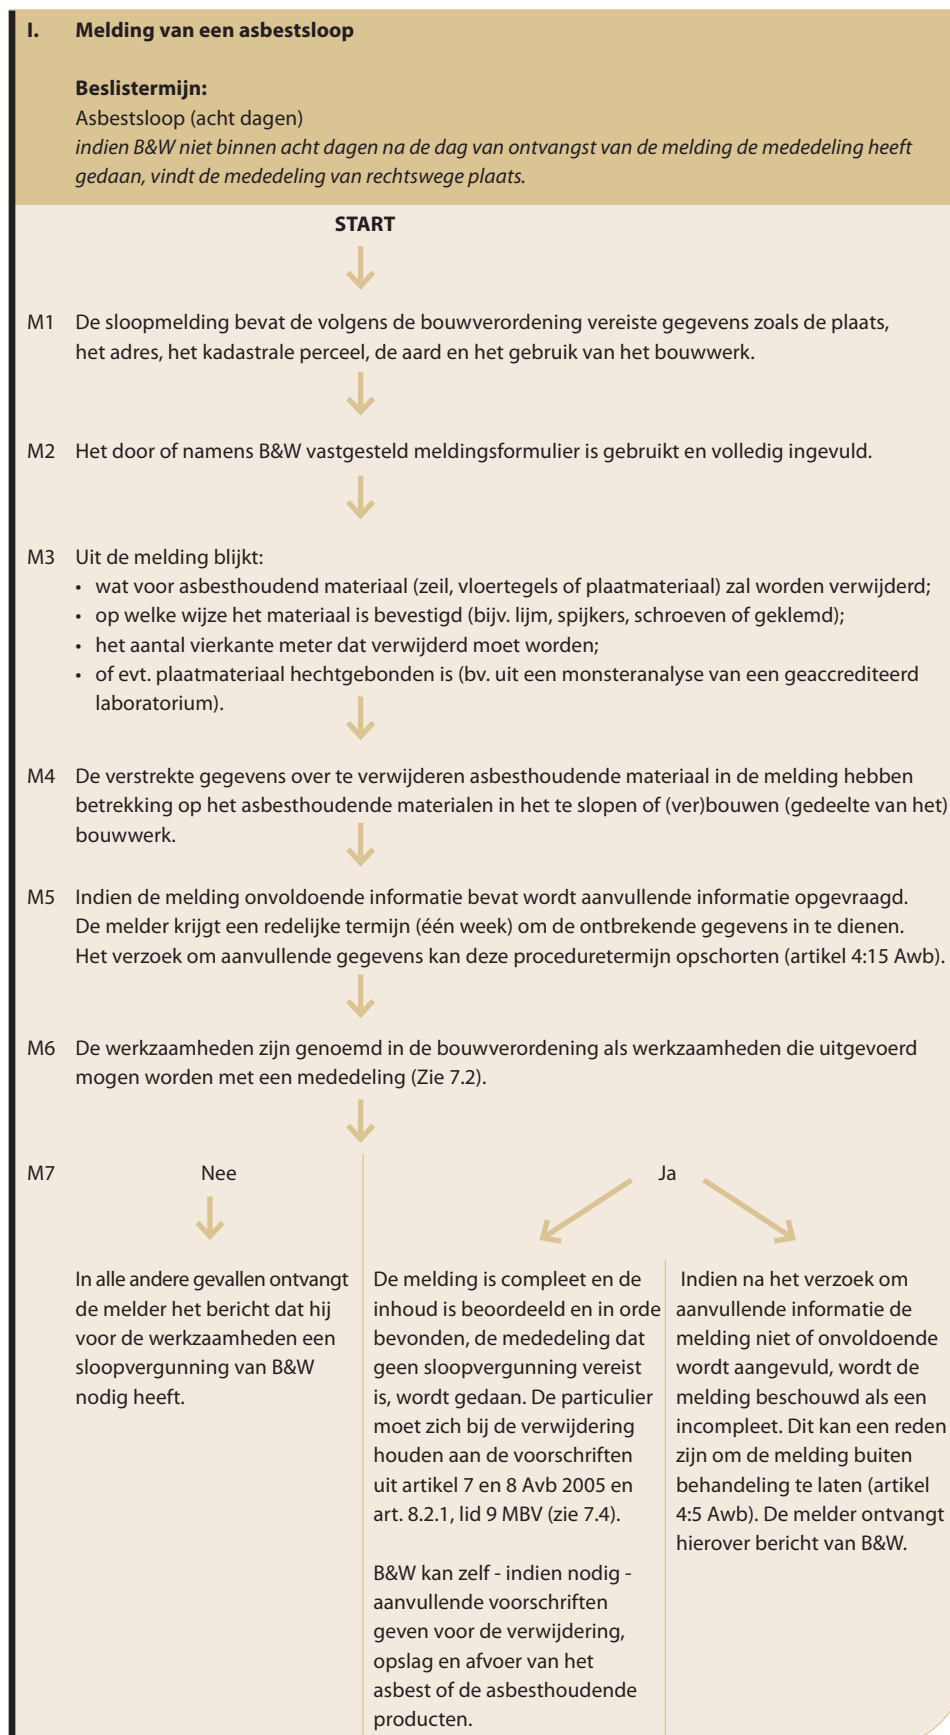 I. Melding van een asbestsloop
Beslistermijn:
Asbestsloop (acht dagen)
indien B&W niet binnen acht dagen na de dag van ontvangst van de melding de mededeling heeft
gedaan, vindt de mededeling van rechtswege plaats.
START
M1 De sloopmelding bevat de volgens de bouwverordening vereiste gegevens zoals de plaats,
het adres, het kadastrale perceel, de aard en het gebruik van het bouwwerk.
M2 Het door of namens B&W vastgesteld meldingsformulier is gebruikt en volledig ingevuld.
M3 Uit de melding blijkt:
• wat voor asbesthoudend materiaal (zeil, vloertegels of plaatmateriaal) zal worden verwijderd;
• op welke wijze het materiaal is bevestigd (bijv. lijm, spijkers, schroeven of geklemd);
• het aantal vierkante meter dat verwijderd moet worden;
• of evt. plaatmateriaal hechtgebonden is (bv. uit een monsteranalyse van een geaccrediteerd
laboratorium).
M4 De verstrekte gegevens over te verwijderen asbesthoudende materiaal in de melding hebben
betrekking op het asbesthoudende materialen in het te slopen of (ver)bouwen (gedeelte van het)
bouwwerk.
M5 Indien de melding onvoldoende informatie bevat wordt aanvullende informatie opgevraagd.
De melder krijgt een redelijke termijn (één week) om de ontbrekende gegevens in te dienen.
Het verzoek om aanvullende gegevens kan deze proceduretermijn opschorten (artikel 4:15 Awb).
M6 De werkzaamheden zijn genoemd in de bouwverordening als werkzaamheden die uitgevoerd
mogen worden met een mededeling (Zie 7.2).
M7 Nee Ja
In alle andere gevallen ontvangt
de melder het bericht dat hij
voor de werkzaamheden een
sloopvergunning van B&W
nodig heeft.
De melding is compleet en de
inhoud is beoordeeld en in orde
bevonden, de mededeling dat
geen sloopvergunning vereist
is, wordt gedaan. De particulier
moet zich bij de verwijdering
houden aan de voorschriften
uit artikel 7 en 8 Avb 2005 en
art. 8.2.1, lid 9 MBV (zie 7.4).
B&W kan zelf - indien nodig -
aanvullende voorschriften
geven voor de verwijdering,
opslag en afvoer van het
asbest of de asbesthoudende
producten.
Indien na het verzoek om
aanvullende informatie de
melding niet of onvoldoende
wordt aangevuld, wordt de
melding beschouwd als een
incompleet. Dit kan een reden
zijn om de melding buiten
behandeling te laten (artikel
4:5 Awb). De melder ontvangt
hierover bericht van B&W.